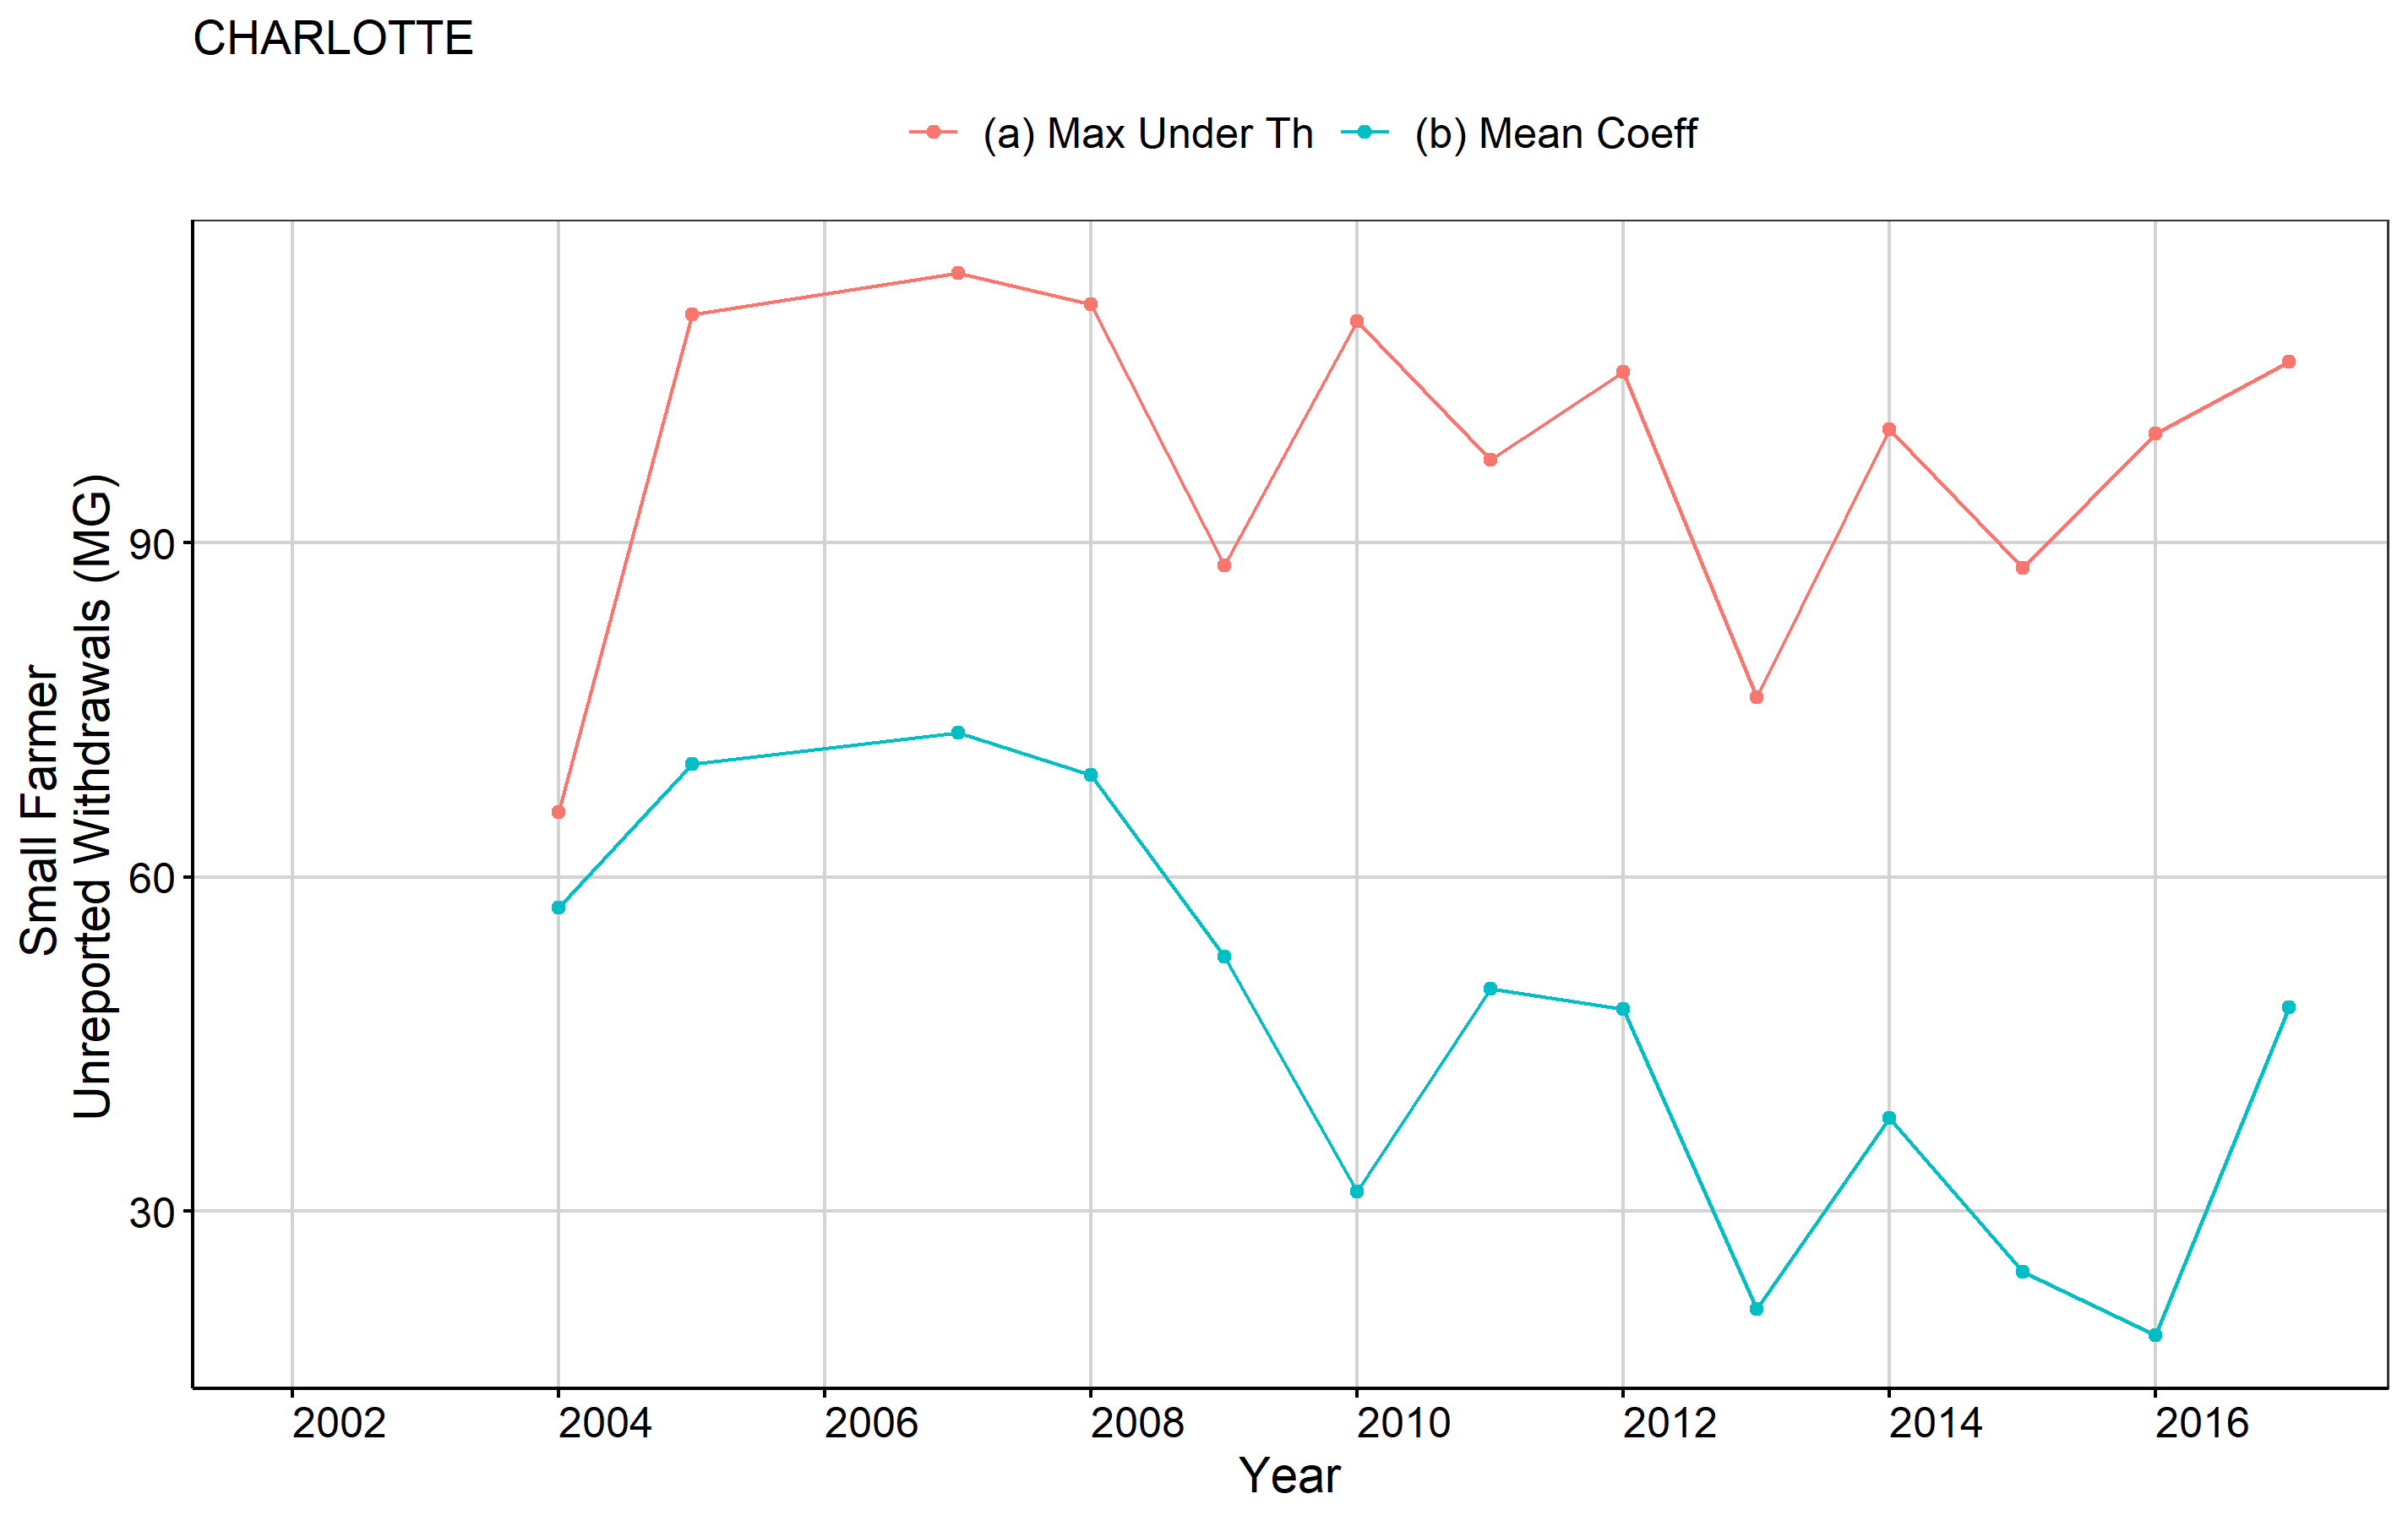 CHARLOTTE
(a) Max Under Th (b) Mean Coeff
Small Farmer
Unreported Withdrawals (MG)
90
60
30
2002 2004 2006 2008 2010 2012 2014 2016
Year